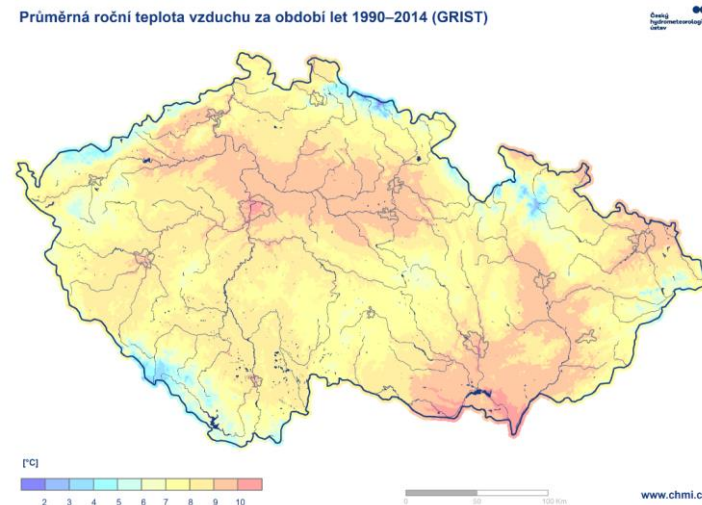 Průměrná roční teplota vzduchu za období let 1990–2014 (GRIST)
Český
hydrometeorologi
ústav
[°C]
2 3 4 5 6 7 8 9 10
0 50 100 Km
www.chmi.c